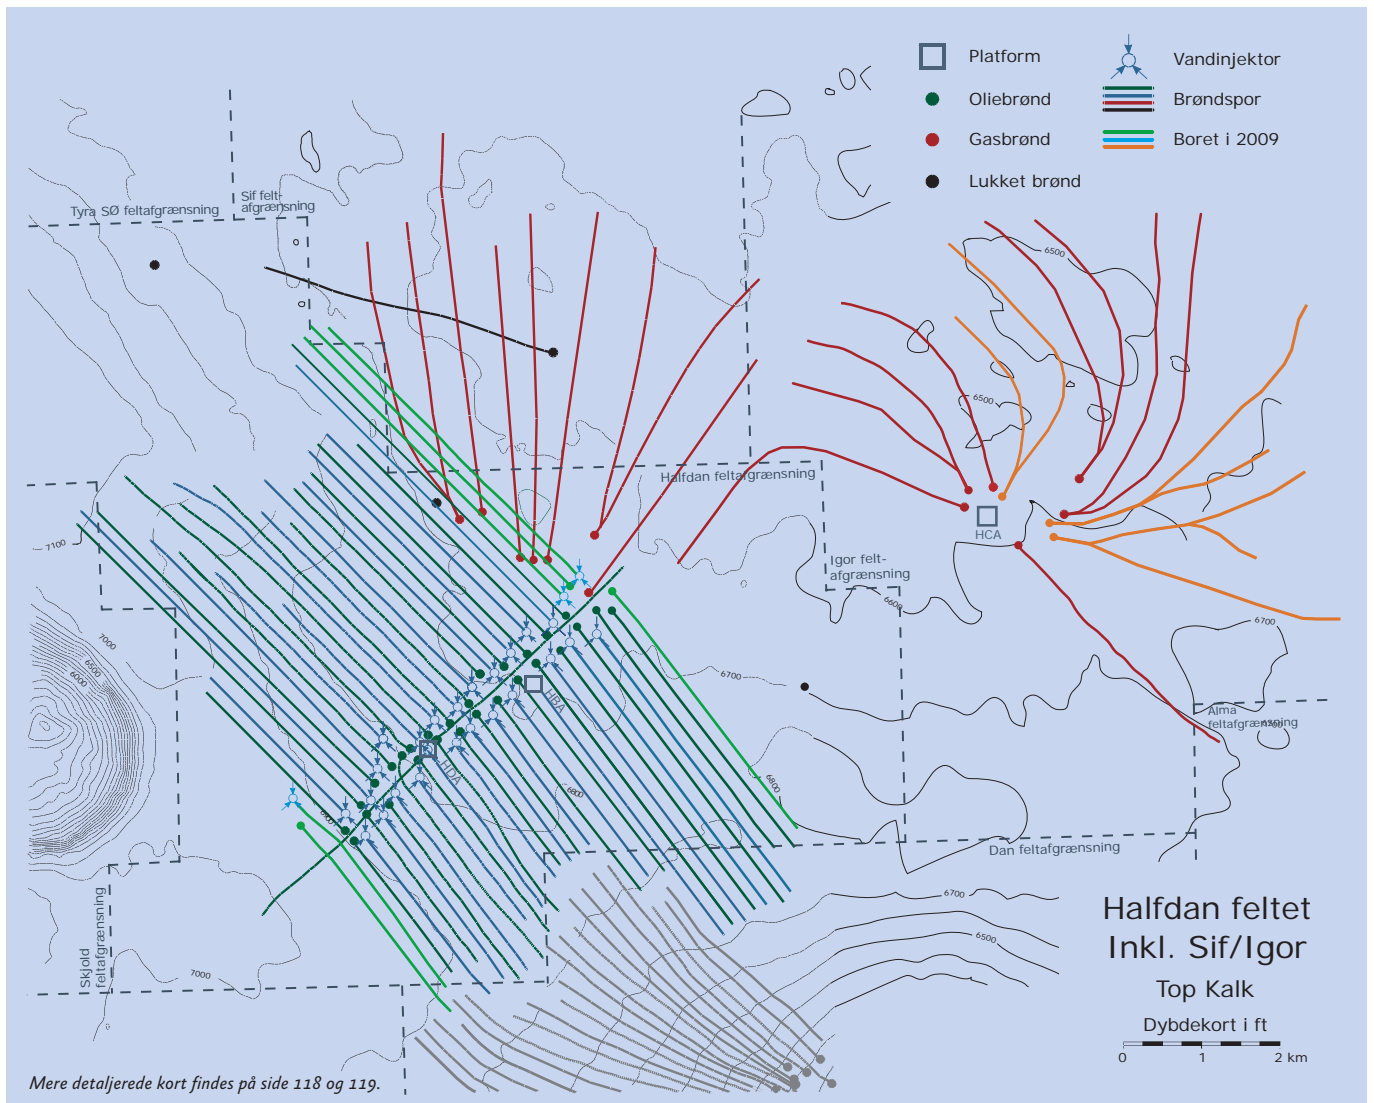 Platform
Vandinjektor
Oliebrønd
Brøndspor
Gasbrønd
Boret i 2009
Lukket brønd
Tyra SØ feltafgrænsning
Sif felt-
afgrænsning
6500
6500
Halfdan feltafgrænsning
HCA
7100
Igor felt-
afgrænsning
6600
7000
6500
6000
6700
6700
HBA
Alma
feltafgrænsning
6700
HDA
6800
6800
6900
Dan feltafgrænsning
Skjold
feltafgrænsning
7000
6700
6500
Halfdan feltet
Inkl. Sif/Igor
Top Kalk
Dybdekort i ft
0 1 2 km
Mere detaljerede kort findes på side 118 og 119.